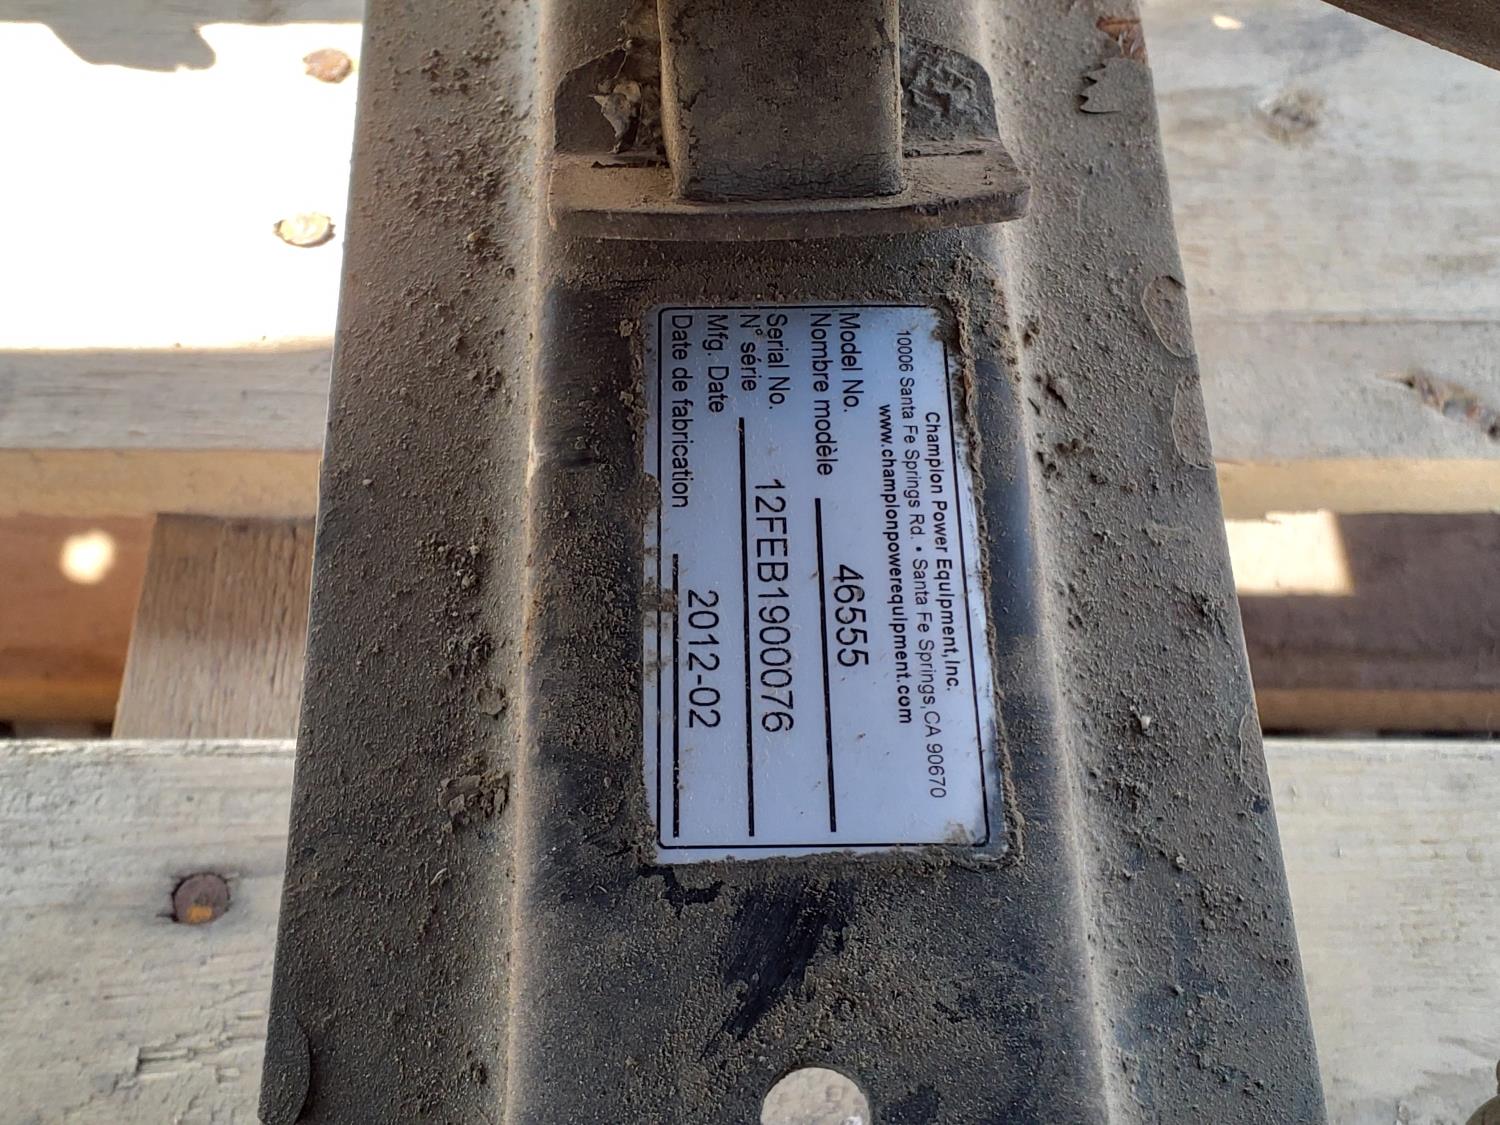 Champion Power Equipment, Inc.
10006 Santa Fe Springs Rd. • Santa Fe Springs, CA 90670
www.championpowerequipment.com
Model No.
Nombre modèle 46555
Serial No.
N° série 12FEB1900076
Mfg. Date
Date de fabrication 2012-02